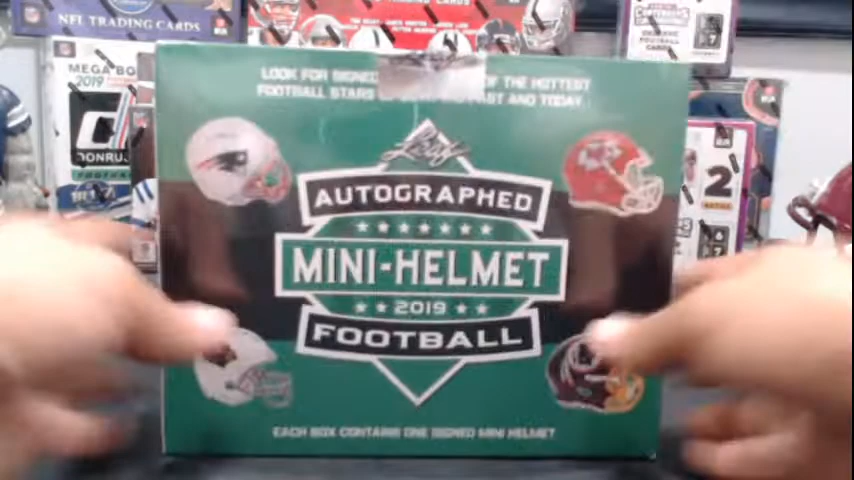 NFL TRADING CARDS
MEGA BO
2019
DONRUS
LOOK FOR SIGNED OF THE HOTTEST
FOOTBALL STARS AND TODAY
Leaf
AUTOGRAPHED
MINI-HELMET
2019
FOOTBALL
EACH BOX CONTAINS ONE SIGNED MINI HELMET
2